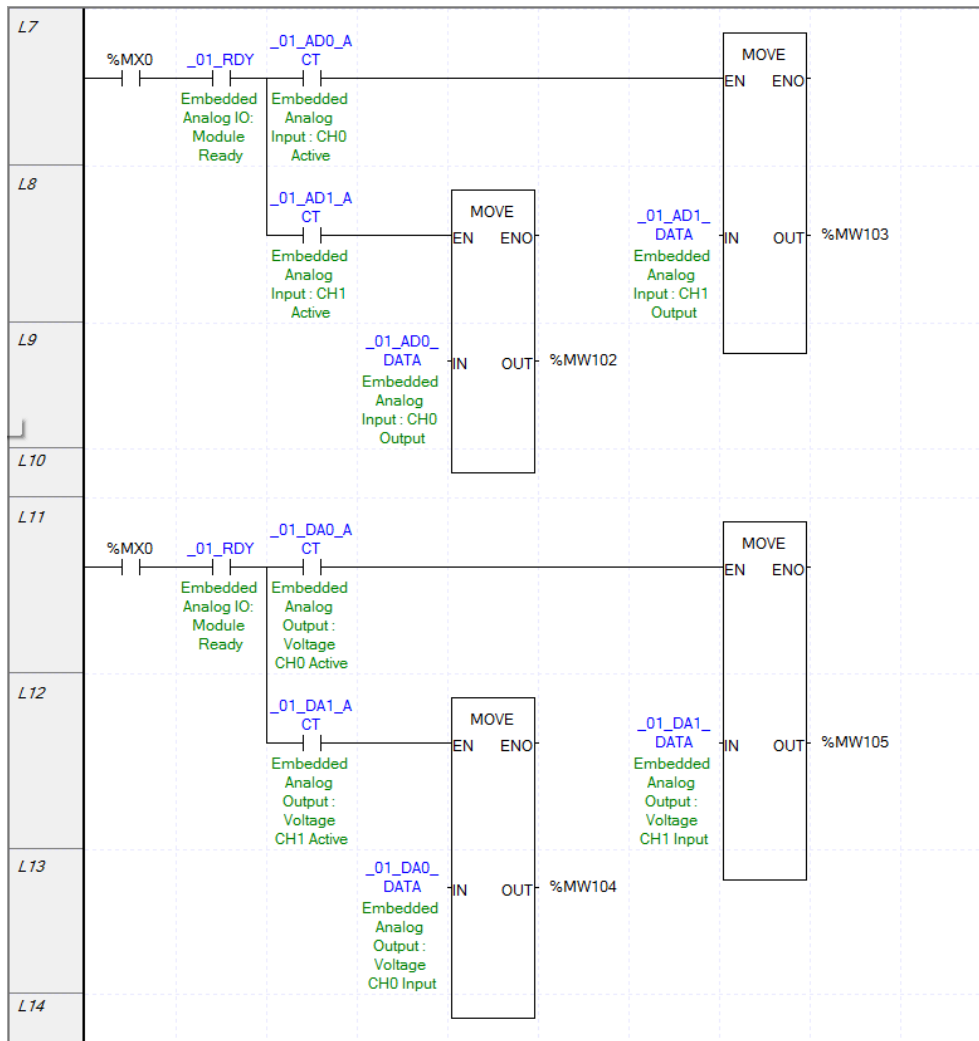 L7
%MX0
_01_RDY
_01_AD0_A
CT
MOVE
EN ENO
Embedded
Analog IO:
Module
Ready
Embedded
Analog
Input : CH0
Active
L8
_01_AD1_A
CT
MOVE
EN ENO
Embedded
Analog
Input : CH1
Active
_01_AD1_
DATA
IN OUT
%MW103
Embedded
Analog
Input : CH1
Output
L9
_01_AD0_
DATA
IN OUT
%MW102
Embedded
Analog
Input : CH0
Output
L10
L11
%MX0
_01_RDY
_01_DA0_A
CT
MOVE
EN ENO
Embedded
Analog IO:
Module
Ready
Embedded
Analog
Output :
Voltage
CH0 Active
L12
_01_DA1_A
CT
MOVE
EN ENO
Embedded
Analog
Output :
Voltage
CH1 Active
_01_DA1_
DATA
IN OUT
%MW105
Embedded
Analog
Output :
Voltage
CH1 Input
L13
_01_DA0_
DATA
IN OUT
%MW104
Embedded
Analog
Output :
Voltage
CH0 Input
L14